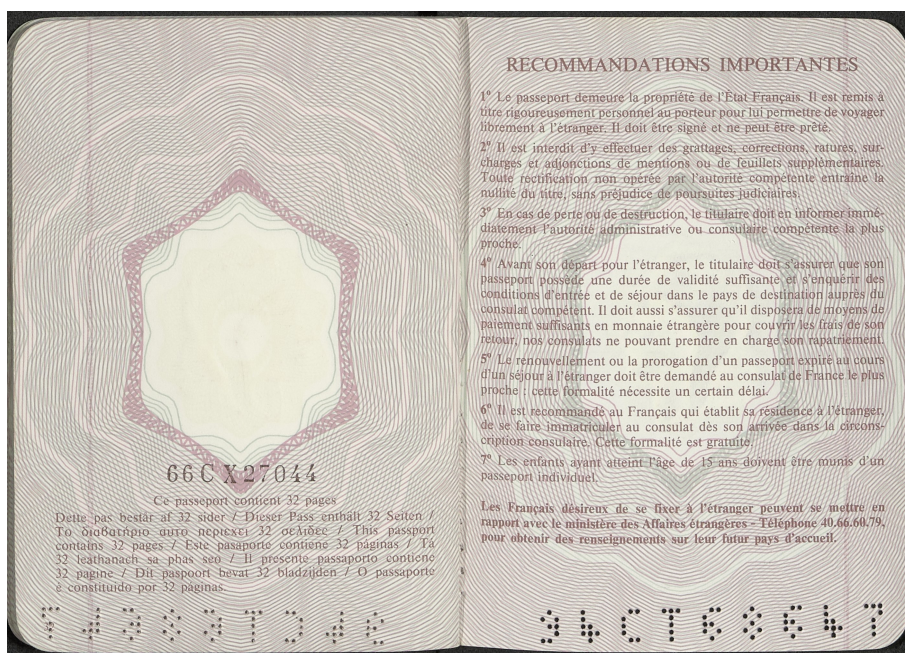 66 C X 27044
Ce passeport contient 32 pages
Dette pas består af 32 sider / Dieser Pass enthält 32 Seiten /
Το διαβατήριο αυτο περιεχει 32 σελιδες / This passport
contains 32 pages / Este pasaporte contiene 32 páginas / Tá
32 leathanach sa phas seo / Il presente passaporto contiene
32 pagine / Dit paspoort bevat 32 bladzijden / O passaporte
è constituido por 32 páginas.
RECOMMANDATIONS IMPORTANTES
1° Le passeport demeure la propriété de l'État Français. Il est remis à
titre rigoureusement personnel au porteur pour lui permettre de voyager
librement à l'étranger. Il doit être signé et ne peut être prêté.
2° Il est interdit d'y effectuer des grattages, corrections, ratures, sur-
charges et adjonctions de mentions ou de feuillets supplémentaires.
Toute rectification non opérée par l'autorité compétente entraîne la
nullité du titre, sans préjudice de poursuites judiciaires.
3° En cas de perte ou de destruction, le titulaire doit en informer immé-
diatement l'autorité administrative ou consulaire compétente la plus
proche.
4° Avant son départ pour l'étranger, le titulaire doit s'assurer que son
passeport possède une durée de validité suffisante et s'enquérir des
conditions d'entrée et de séjour dans le pays de destination auprès du
consulat compétent. Il doit aussi s'assurer qu'il disposera de moyens de
paiement suffisants en monnaie étrangère pour couvrir les frais de son
retour, nos consulats ne pouvant prendre en charge son rapatriement.
5° Le renouvellement ou la prorogation d'un passeport expiré au cours
d'un séjour à l'étranger doit être demandé au consulat de France le plus
proche : cette formalité nécessite un certain délai.
6° Il est recommandé au Français qui établit sa résidence à l'étranger,
de se faire immatriculer au consulat dès son arrivée dans la circons-
cription consulaire. Cette formalité est gratuite.
7° Les enfants ayant atteint l'âge de 15 ans doivent être munis d'un
passeport individuel.
Les Français désireux de se fixer à l'étranger peuvent se mettre en
rapport avec le ministère des Affaires étrangères - Téléphone 40.66.60.79,
pour obtenir des renseignements sur leur futur pays d'accueil.